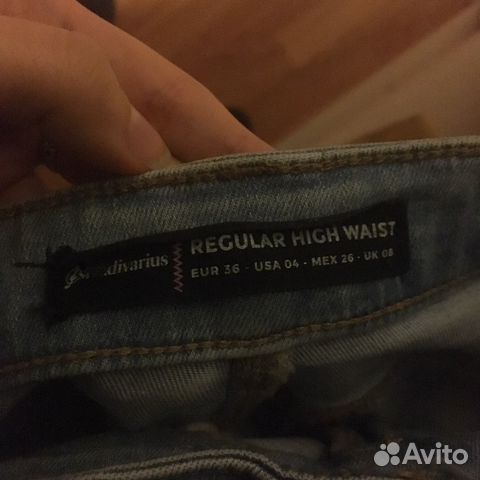 Stradivarius
REGULAR HIGH WAIST
EUR 36 - USA 04 - MEX 26 - UK 08
Avito